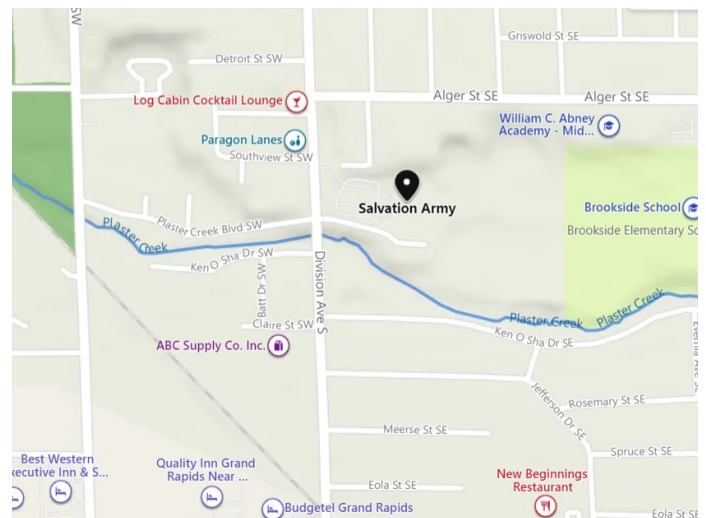 SW
Griswold St SE
Detroit St SW
Log Cabin Cocktail Lounge
Alger St SE
Alger St SE
William C. Abney
Academy - Mid...
Paragon Lanes
Southview St SW
Salvation Army
Brookside School
Plaster Creek Blvd SW
Brookside Elementary Sc
Plaster Creek
Ken O Sha Dr SW
Batt Dr SW
Division Ave S
Plaster Creek
Plaster Creek
Claire St SW
Ken O Sha Dr SE
ABC Supply Co. Inc.
Jefferson Dr SE
Rosemary St SE
Meerse St SE
Spruce St SE
Best Western
xecutive Inn & S...
Quality Inn Grand
Rapids Near ...
New Beginnings
Restaurant
Eola St SE
Budgetel Grand Rapids
Eola St SE